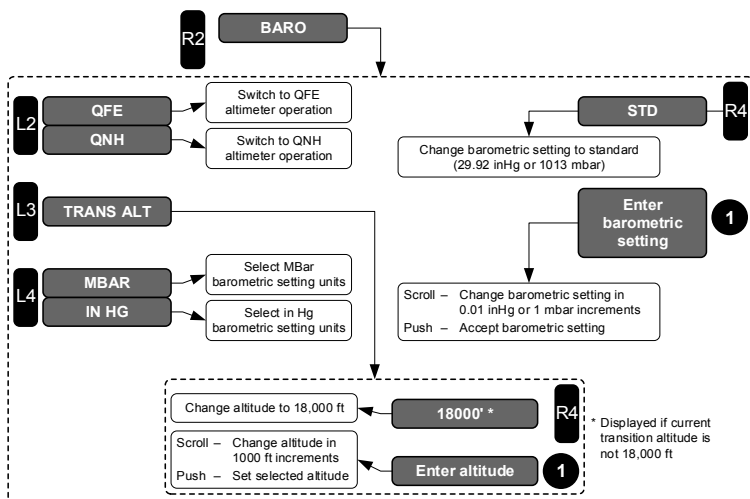 R2
BARO
L2
QFE
Switch to QFE
altimeter operation
QNH
Switch to QNH
altimeter operation
STD
R4
Change barometric setting to standard
(29.92 inHg or 1013 mbar)
L3
TRANS ALT
Enter
barometric
setting
1
L4
MBAR
Select MBar
barometric setting units
IN HG
Select in Hg
barometric setting units
Scroll – Change barometric setting in
0.01 inHg or 1 mbar increments
Push – Accept barometric setting
Change altitude to 18,000 ft
18000' *
R4
* Displayed if current
transition altitude is
not 18,000 ft
Scroll – Change altitude in
1000 ft increments
Push – Set selected altitude
Enter altitude
1